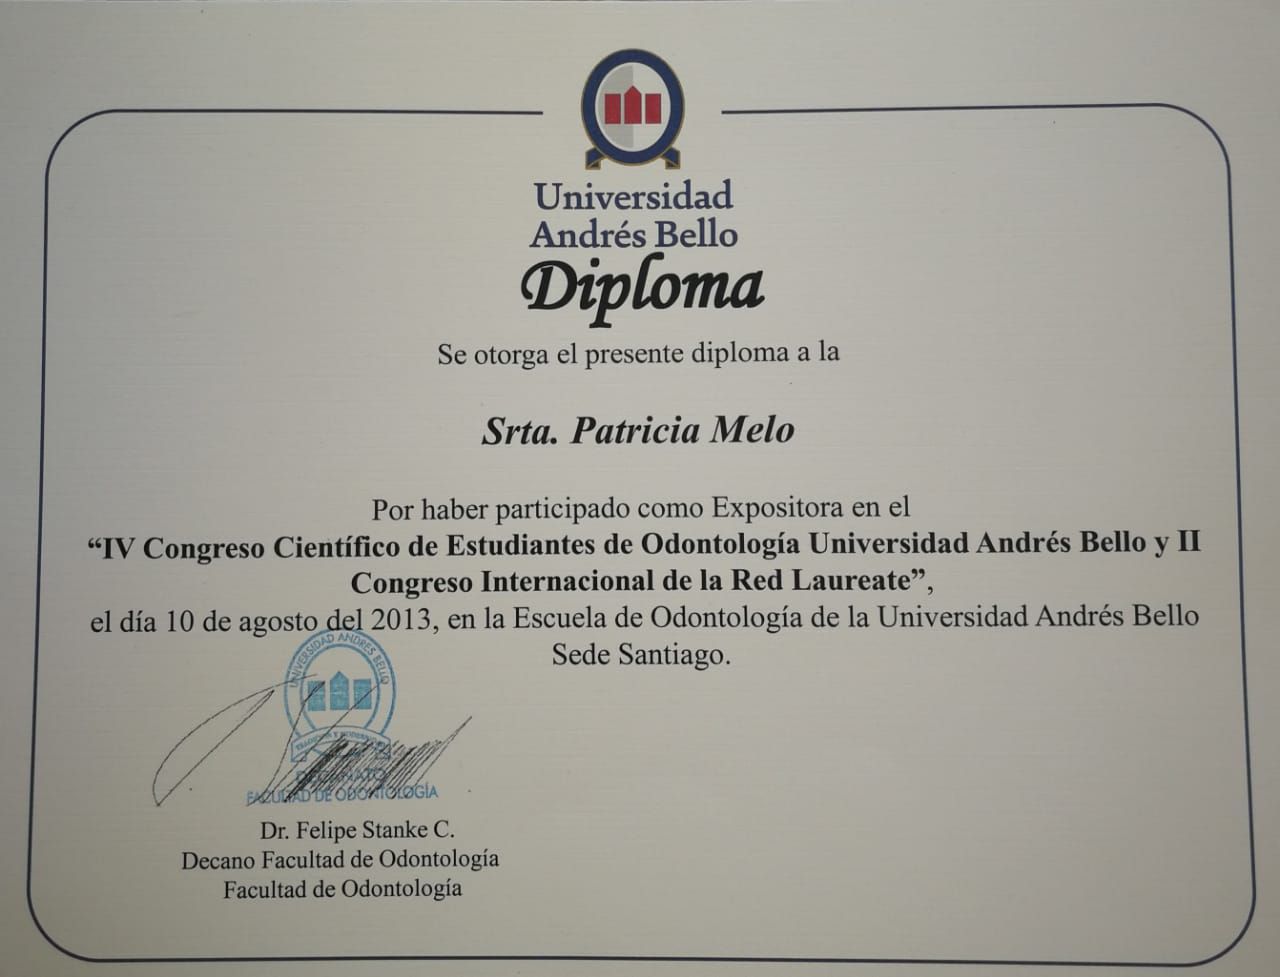 Universidad
Andrés Bello
Diploma
Se otorga el presente diploma a la
Srta. Patricia Melo
Por haber participado como Expositora en el
“IV Congreso Científico de Estudiantes de Odontología Universidad Andrés Bello y II
Congreso Internacional de la Red Laureate”,
el día 10 de agosto del 2013, en la Escuela de Odontología de la Universidad Andrés Bello
Sede Santiago.
UNIVERSIDAD ANDRES BELLO
DECANATO
FACULTAD DE ODONTOLOGÍA
Dr. Felipe Stanke C.
Decano Facultad de Odontología
Facultad de Odontología